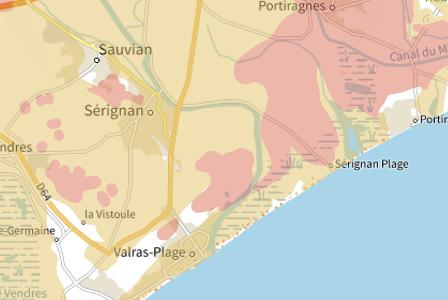 Portiragnes
Sauvian
Canal du M
Sérignan
Portir
endres
Sérignan Plage
D64
la Vistoule
e-Germaine
Valras-Plage
e Vendres